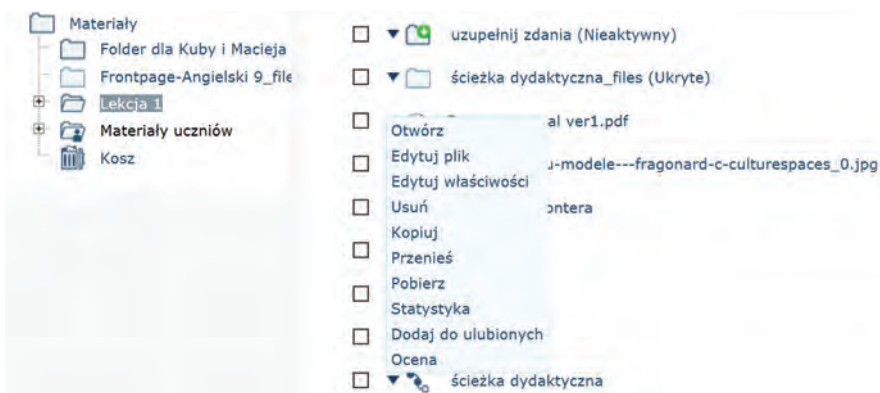 Materiały
Folder dla Kuby i Macieja
Frontpage-Angielski 9_file
Lekcja 1
Materiały uczniów
Kosz
uzupełnij zdania (Nieaktywny)
ścieżka dydaktyczna_files (Ukryte)
al ver1.pdf
u-modele---fragonard-c-culturespaces_0.jpg
ontera
Otwórz
Edytuj plik
Edytuj właściwości
Usuń
Kopiuj
Przenieś
Pobierz
Statystyka
Dodaj do ulubionych
Ocena
ścieżka dydaktyczna